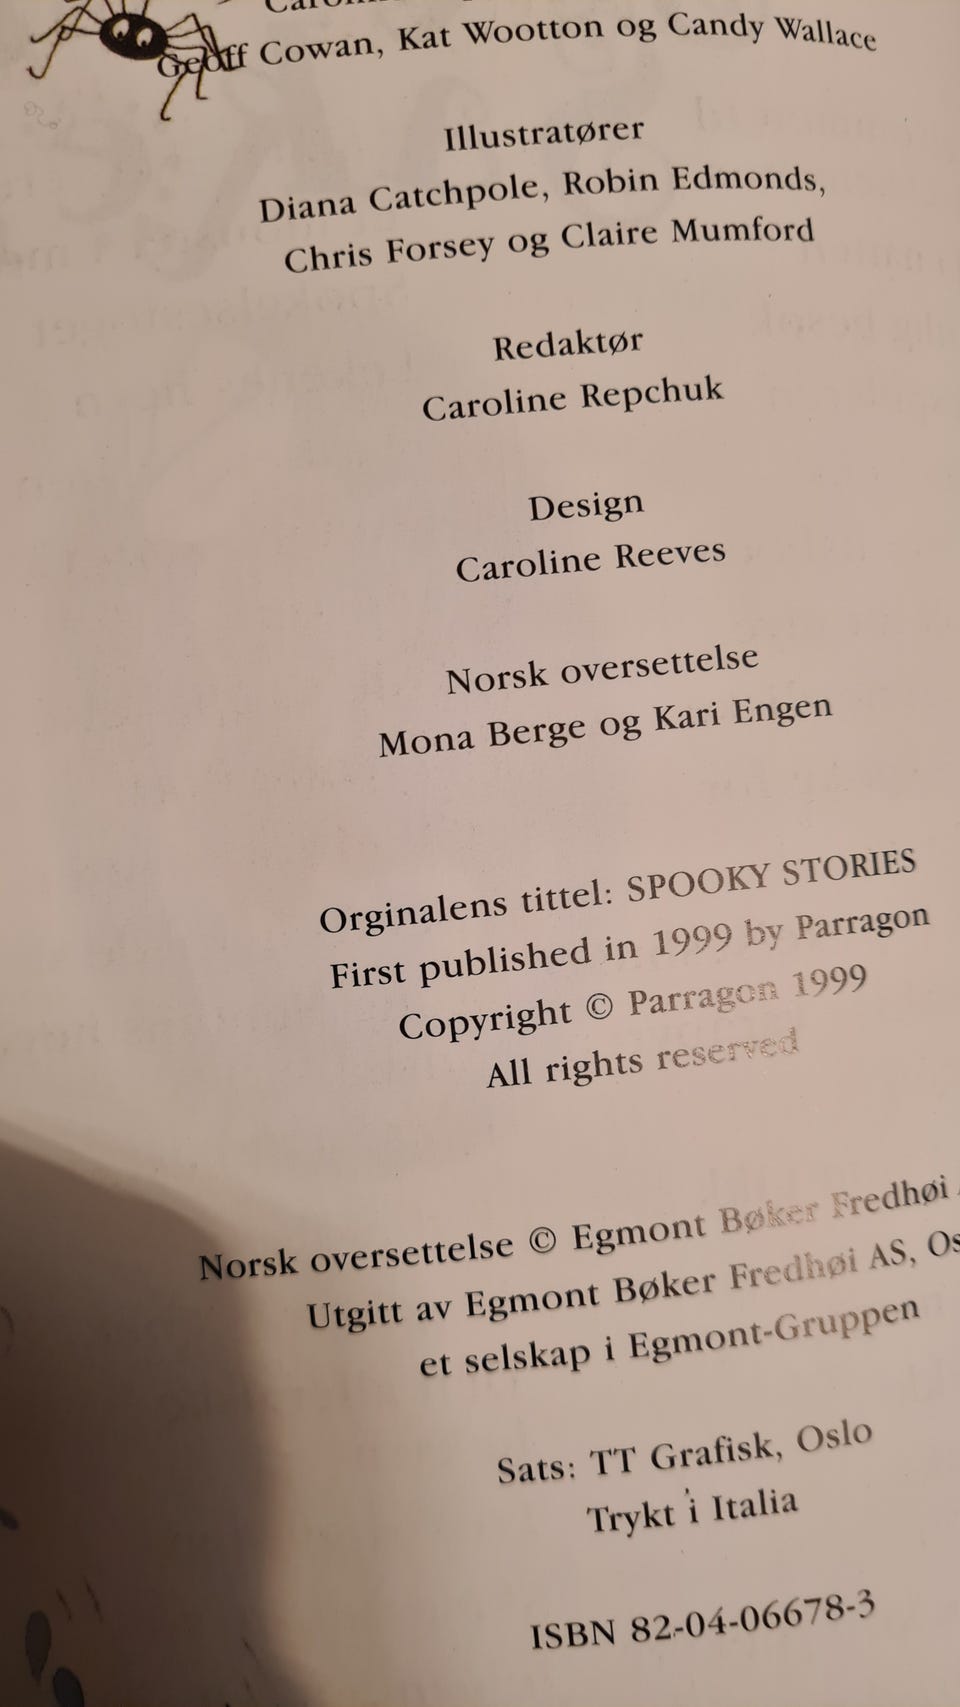 Geoff Cowan, Kat Wootton og Candy Wallace
Illustratører
Diana Catchpole, Robin Edmonds,
Chris Forsey og Claire Mumford
Redaktør
Caroline Repchuk
Design
Caroline Reeves
Norsk oversettelse
Mona Berge og Kari Engen
Orginalens tittel: SPOOKY STORIES
First published in 1999 by Parragon
Copyright © Parragon 1999
All rights reserved
Norsk oversettelse © Egmont Bøker Fredhøi
Utgitt av Egmont Bøker Fredhøi AS,
et selskap i Egmont-Gruppen
Sats: TT Grafisk, Oslo
Trykt i Italia
ISBN 82-04-06678-3